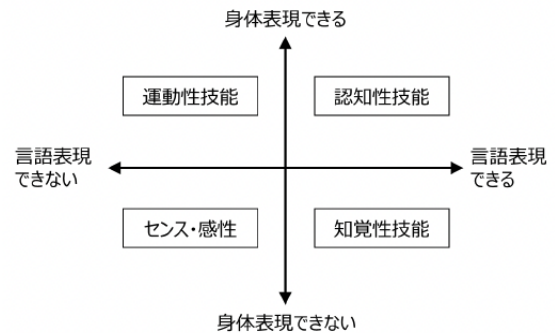 身体表現できる
運動性技能
認知性技能
言語表現
できない
言語表現
できる
センス・感性
知覚性技能
身体表現できない